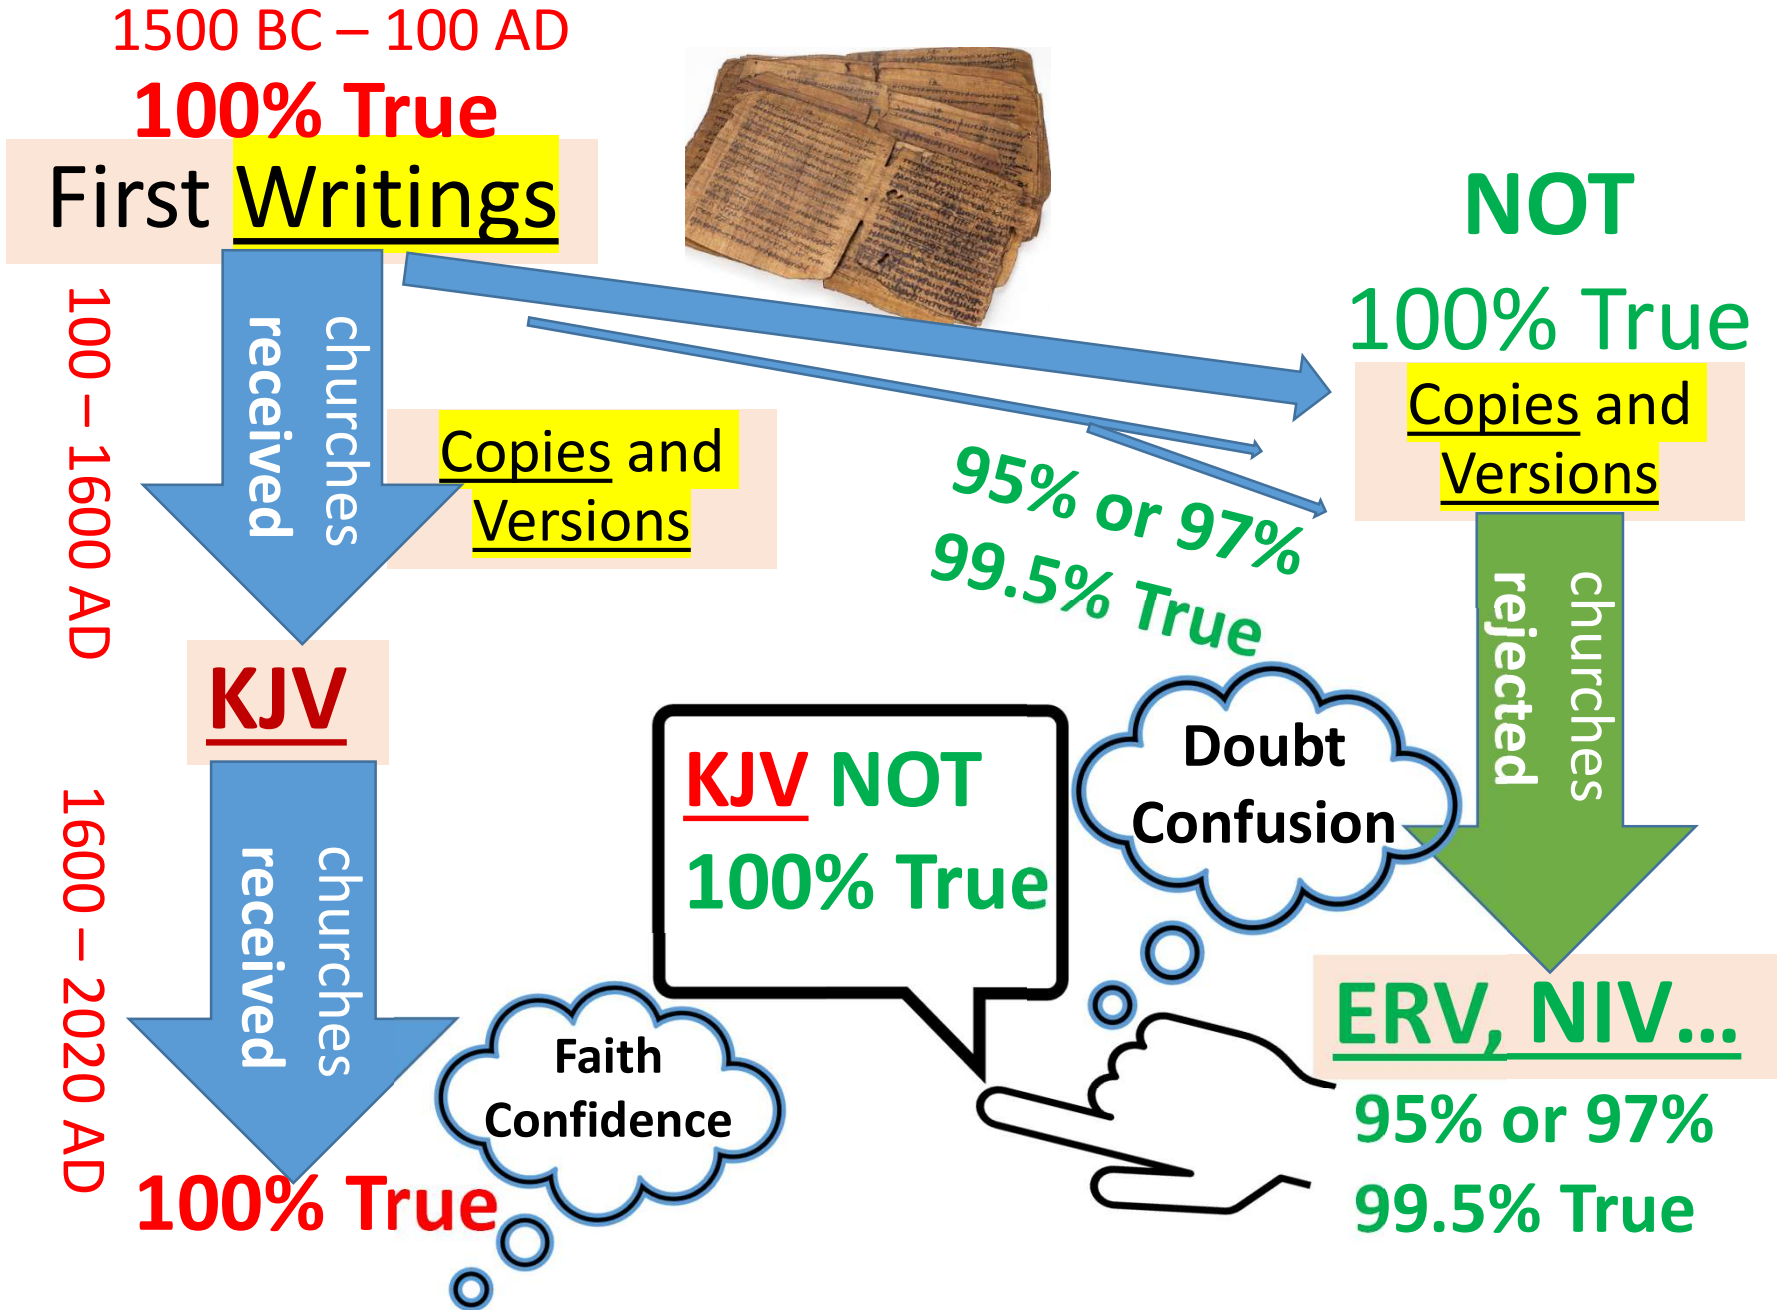 1500 BC – 100 AD
100% True
First Writings
100 – 1600 AD
churches
received
Copies and
Versions
KJV
1600 – 2020 AD
churches
received
100% True
Faith
Confidence
NOT
100% True
Copies and
Versions
95% or 97%
99.5% True
churches
rejected
KJV NOT
100% True
Doubt
Confusion
ERV, NIV...
95% or 97%
99.5% True